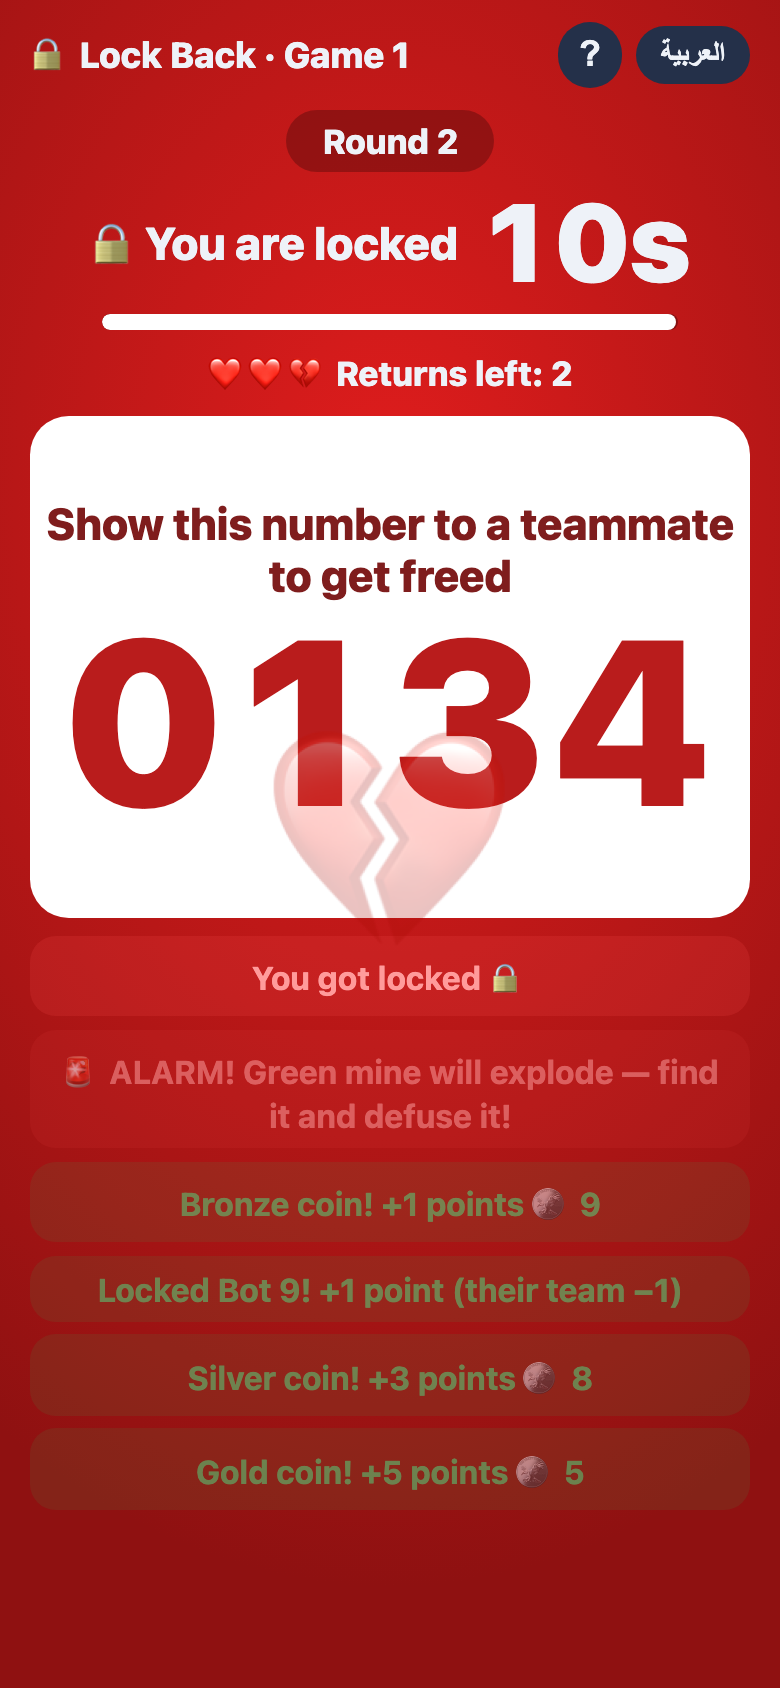 🔒 Lock Back · Game 1
?
العربية
Round 2
🔒 You are locked 10s
❤️❤️💔 Returns left: 2
Show this number to a teammate
to get freed
0134
You got locked 🔒
🚨 ALARM! Green mine will explode — find
it and defuse it!
Bronze coin! +1 points 🪙 9
Locked Bot 9! +1 point (their team −1)
Silver coin! +3 points 🪙 8
Gold coin! +5 points 🪙 5